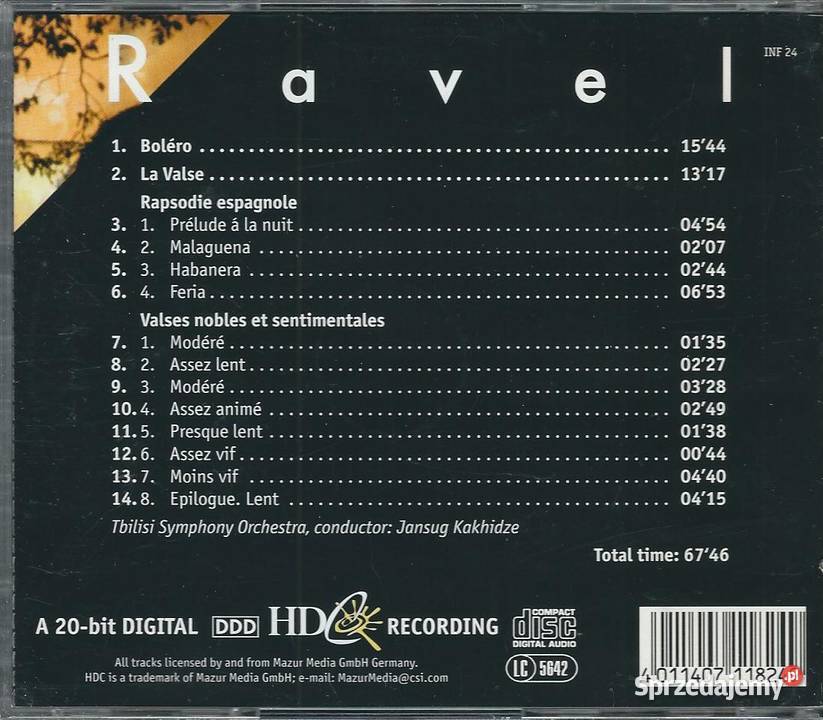 Ravel
INF 24
1. Boléro ........................................ 15'44
2. La Valse ........................................ 13'17
Rapsodie espagnole
3. 1. Prélude á la nuit ........................................ 04'54
4. 2. Malaguena ........................................ 02'07
5. 3. Habanera ........................................ 02'44
6. 4. Feria ........................................ 06'53
Valses nobles et sentimentales
7. 1. Modéré ........................................ 01'35
8. 2. Assez lent ........................................ 02'27
9. 3. Modéré ........................................ 03'28
10. 4. Assez animé ........................................ 02'49
11. 5. Presque lent ........................................ 01'38
12. 6. Assez vif ........................................ 00'44
13. 7. Moins vif ........................................ 04'40
14. 8. Epilogue. Lent ........................................ 04'15
Tbilisi Symphony Orchestra, conductor: Jansug Kakhidze
Total time: 67'46
A 20-bit DIGITAL DDD HDC RECORDING
COMPACT
disc
DIGITAL AUDIO
All tracks licensed by and from Mazur Media GmbH Germany.
HDC is a trademark of Mazur Media GmbH; e-mail: MazurMedia@csi.com
LC 5642
4 011407 11824
Sprzedajemy.pl